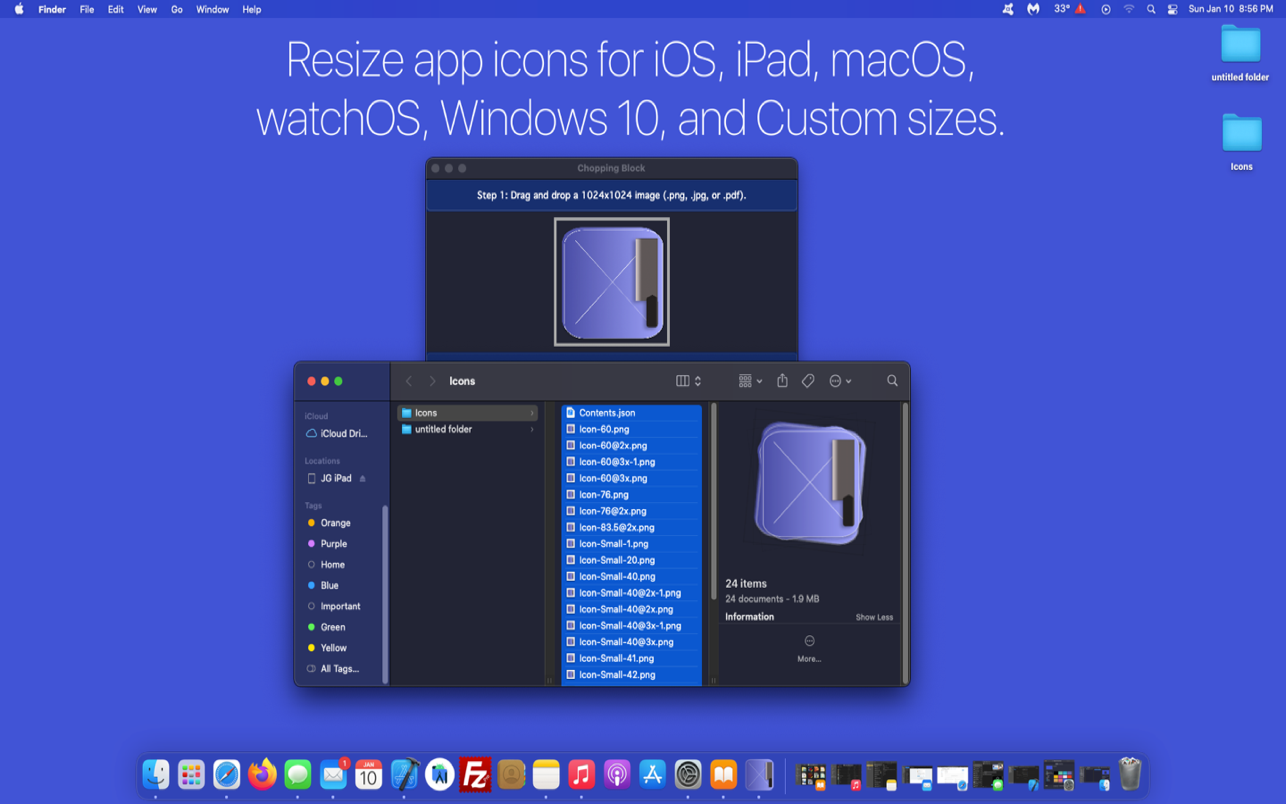 Finder File Edit View Go Window Help 33° Sun Jan 10 8:56 PM
Resize app icons for iOS, iPad, macOS,
watchOS, Windows 10, and Custom sizes.
untitled folder
Icons
Chopping Block
Step 1: Drag and drop a 1024x1024 image (.png, .jpg, or .pdf).
Icons
iCloud
iCloud Dri...
Locations
JG iPad
Tags
Orange
Purple
Home
Blue
Important
Green
Yellow
All Tags...
Icons
untitled folder
Contents.json
Icon-60.png
Icon-60@2x.png
Icon-60@3x-1.png
Icon-60@3x.png
Icon-76.png
Icon-76@2x.png
Icon-83.5@2x.png
Icon-Small-1.png
Icon-Small-20.png
Icon-Small-40.png
Icon-Small-40@2x-1.png
Icon-Small-40@2x.png
Icon-Small-40@3x-1.png
Icon-Small-40@3x.png
Icon-Small-41.png
Icon-Small-42.png
24 items
24 documents - 1.9 MB
Information Show Less
More...
1
JAN
10
Fz